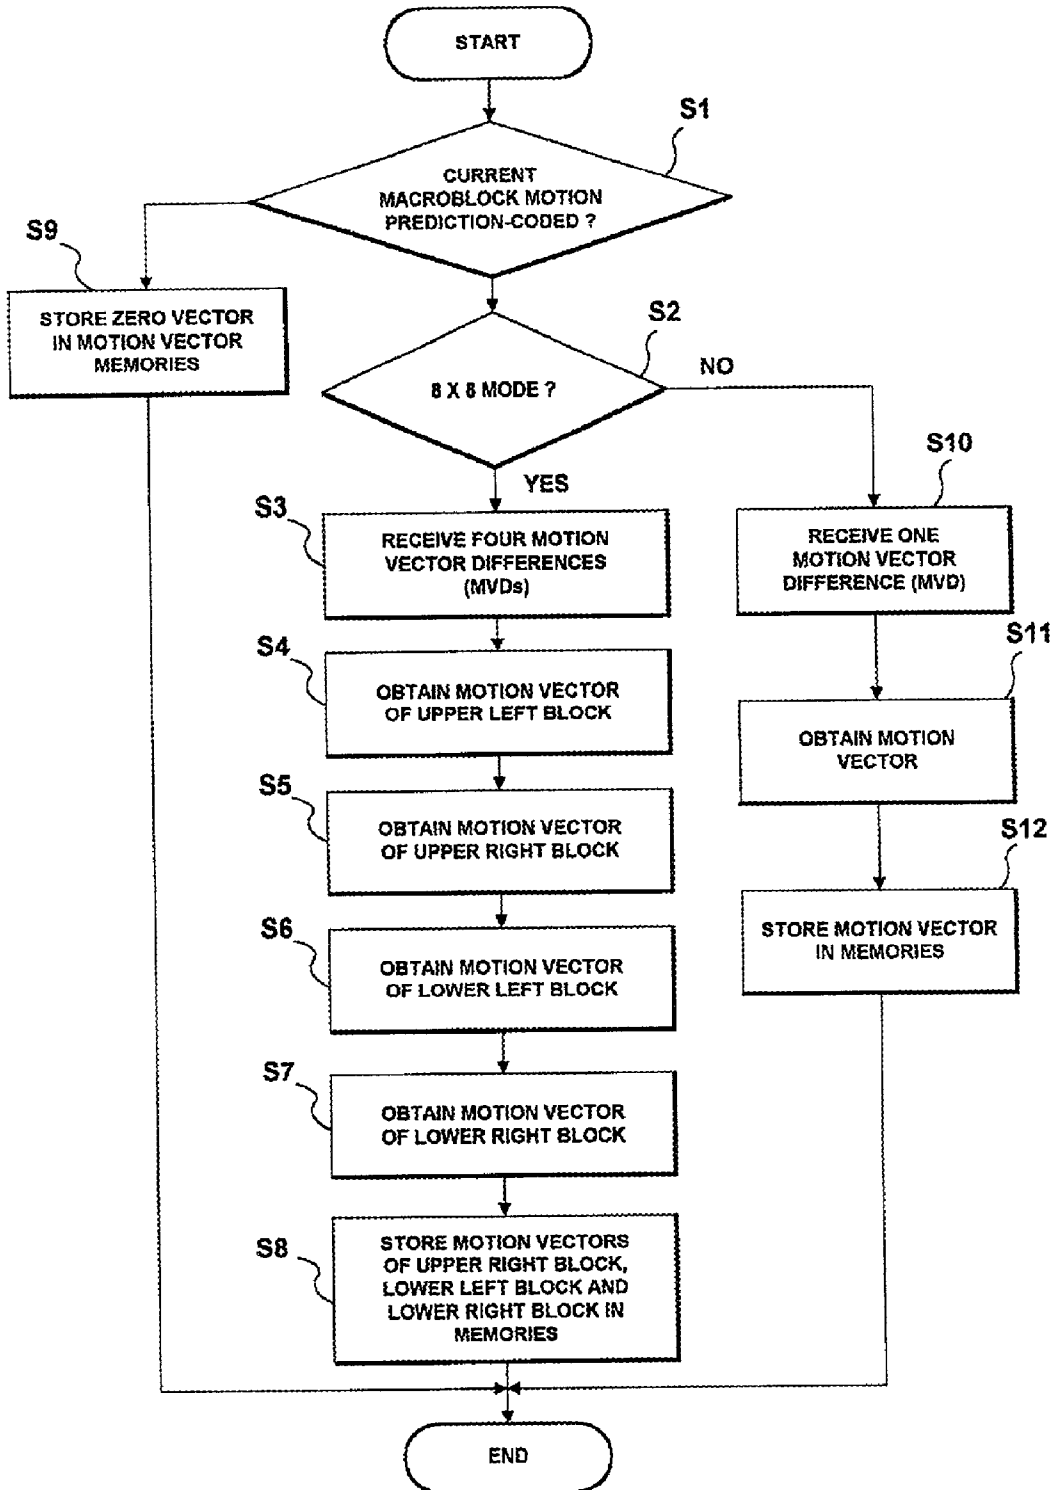 START
S1
CURRENT
MACROBLOCK MOTION
PREDICTION-CODED ?
S9
STORE ZERO VECTOR
IN MOTION VECTOR
MEMORIES
S2
8 X 8 MODE ?
NO
YES
S3
RECEIVE FOUR MOTION
VECTOR DIFFERENCES
(MVDs)
S10
RECEIVE ONE
MOTION VECTOR
DIFFERENCE (MVD)
S4
OBTAIN MOTION VECTOR
OF UPPER LEFT BLOCK
S11
OBTAIN MOTION
VECTOR
S5
OBTAIN MOTION VECTOR
OF UPPER RIGHT BLOCK
S12
STORE MOTION VECTOR
IN MEMORIES
S6
OBTAIN MOTION VECTOR
OF LOWER LEFT BLOCK
S7
OBTAIN MOTION VECTOR
OF LOWER RIGHT BLOCK
S8
STORE MOTION VECTORS
OF UPPER RIGHT BLOCK,
LOWER LEFT BLOCK AND
LOWER RIGHT BLOCK IN
MEMORIES
END